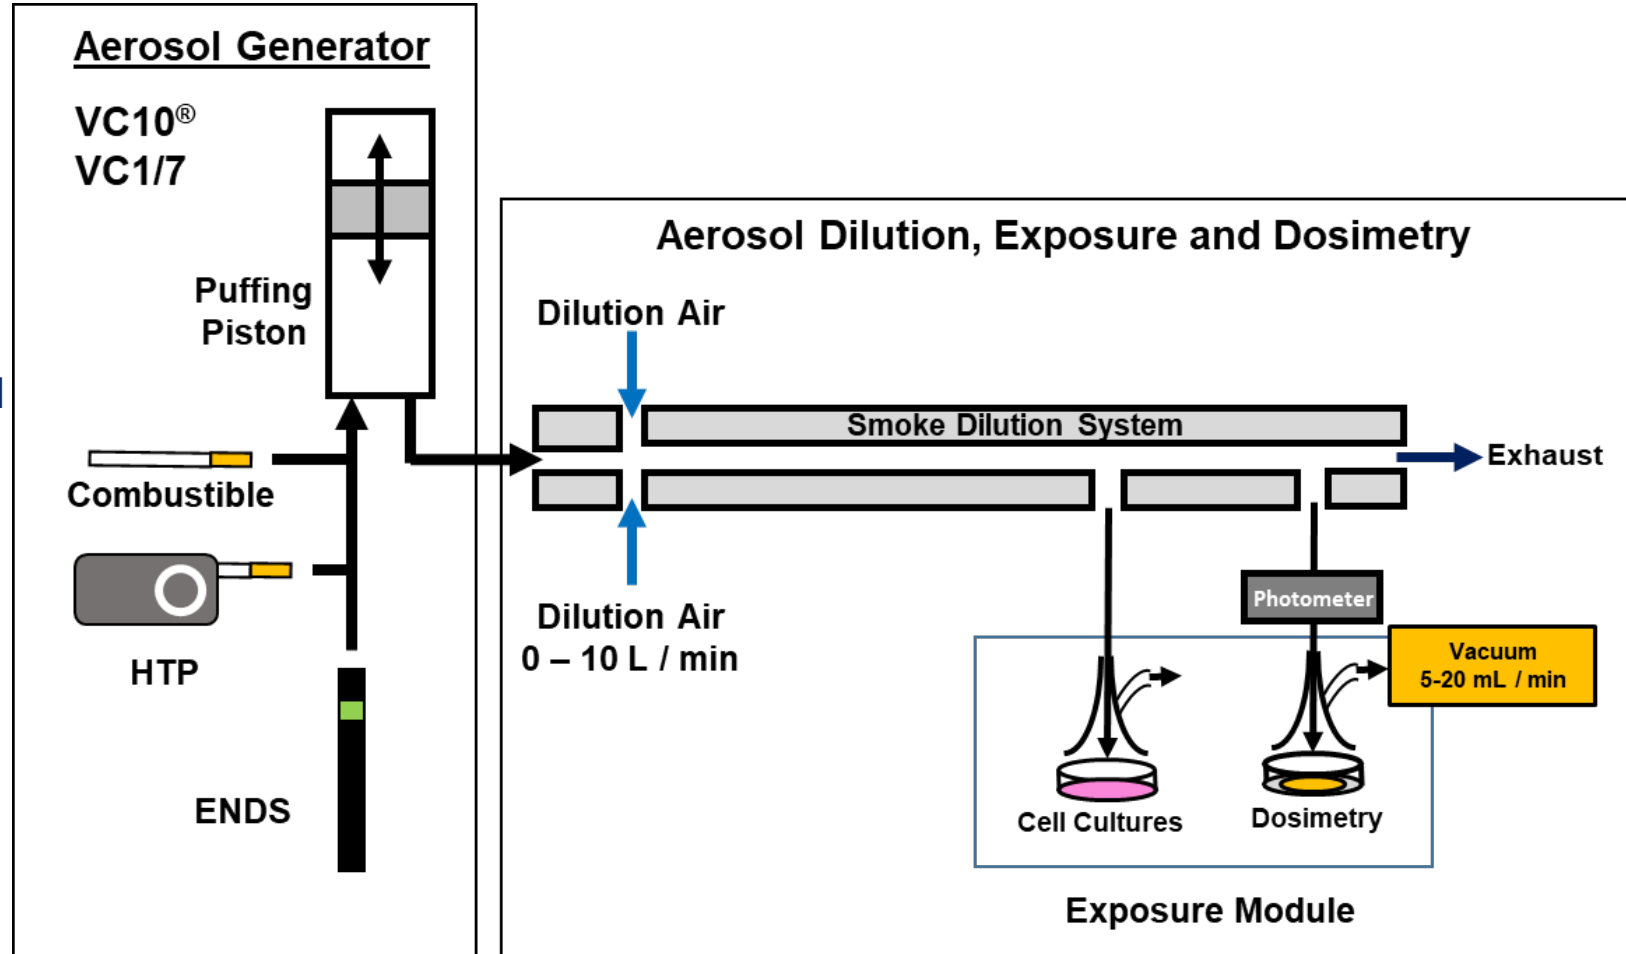 Aerosol Generator
VC10®
VC1/7
Puffing
Piston
Combustible
HTP
ENDS
Aerosol Dilution, Exposure and Dosimetry
Dilution Air
Smoke Dilution System
Exhaust
Dilution Air
0 – 10 L / min
Photometer
Vacuum
5-20 mL / min
Cell Cultures
Dosimetry
Exposure Module